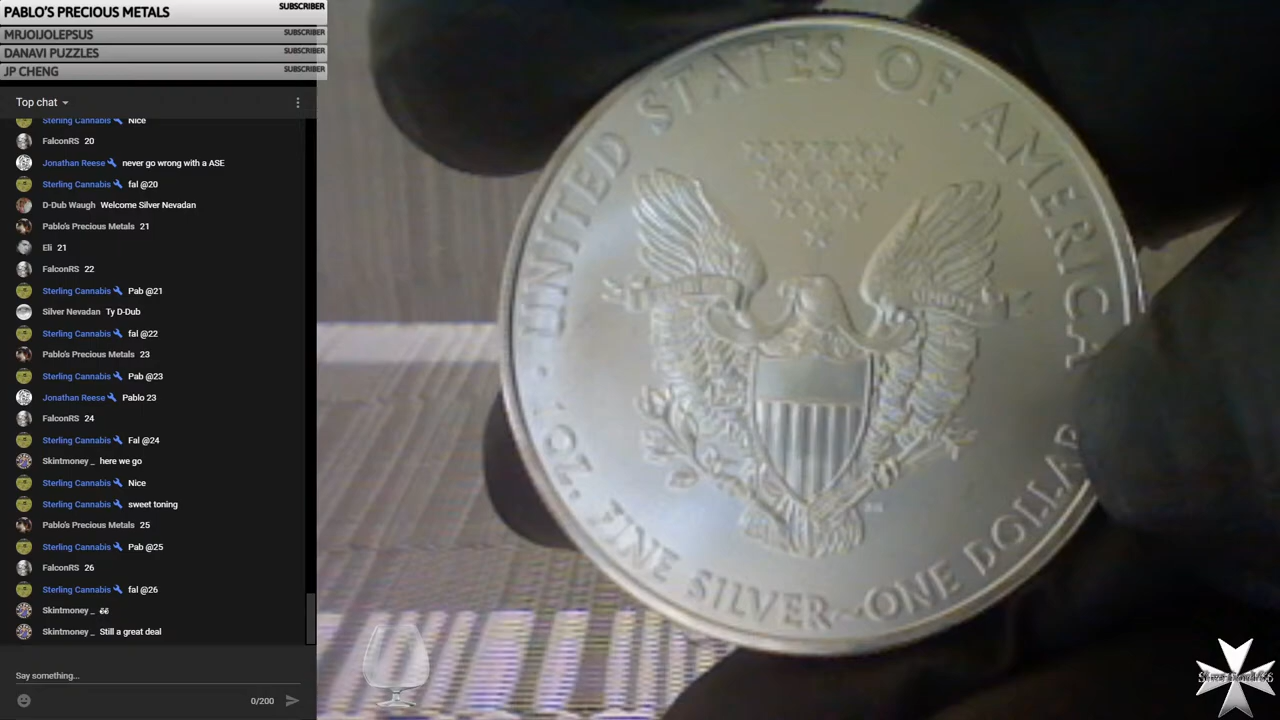 PABLO'S PRECIOUS METALS SUBSCRIBER
MRJOIJOLEPSUS SUBSCRIBER
DANAVI PUZZLES SUBSCRIBER
JP CHENG SUBSCRIBER
Top chat
Sterling Cannabis Nice
FalconRS 20
Jonathan Reese never go wrong with a ASE
Sterling Cannabis fal @20
D-Dub Waugh Welcome Silver Nevadan
Pablo's Precious Metals 21
Eli 21
FalconRS 22
Sterling Cannabis Pab @21
Silver Nevadan Ty D-Dub
Sterling Cannabis fal @22
Pablo's Precious Metals 23
Sterling Cannabis Pab @23
Jonathan Reese Pablo 23
FalconRS 24
Sterling Cannabis Fal @24
Skintmoney _ here we go
Sterling Cannabis Nice
Sterling Cannabis sweet toning
Pablo's Precious Metals 25
Sterling Cannabis Pab @25
FalconRS 26
Sterling Cannabis fal @26
Skintmoney _
Skintmoney _ Still a great deal
Say something...
0/200
UNITED STATES OF AMERICA
1 OZ. FINE SILVER~ONE DOLLAR